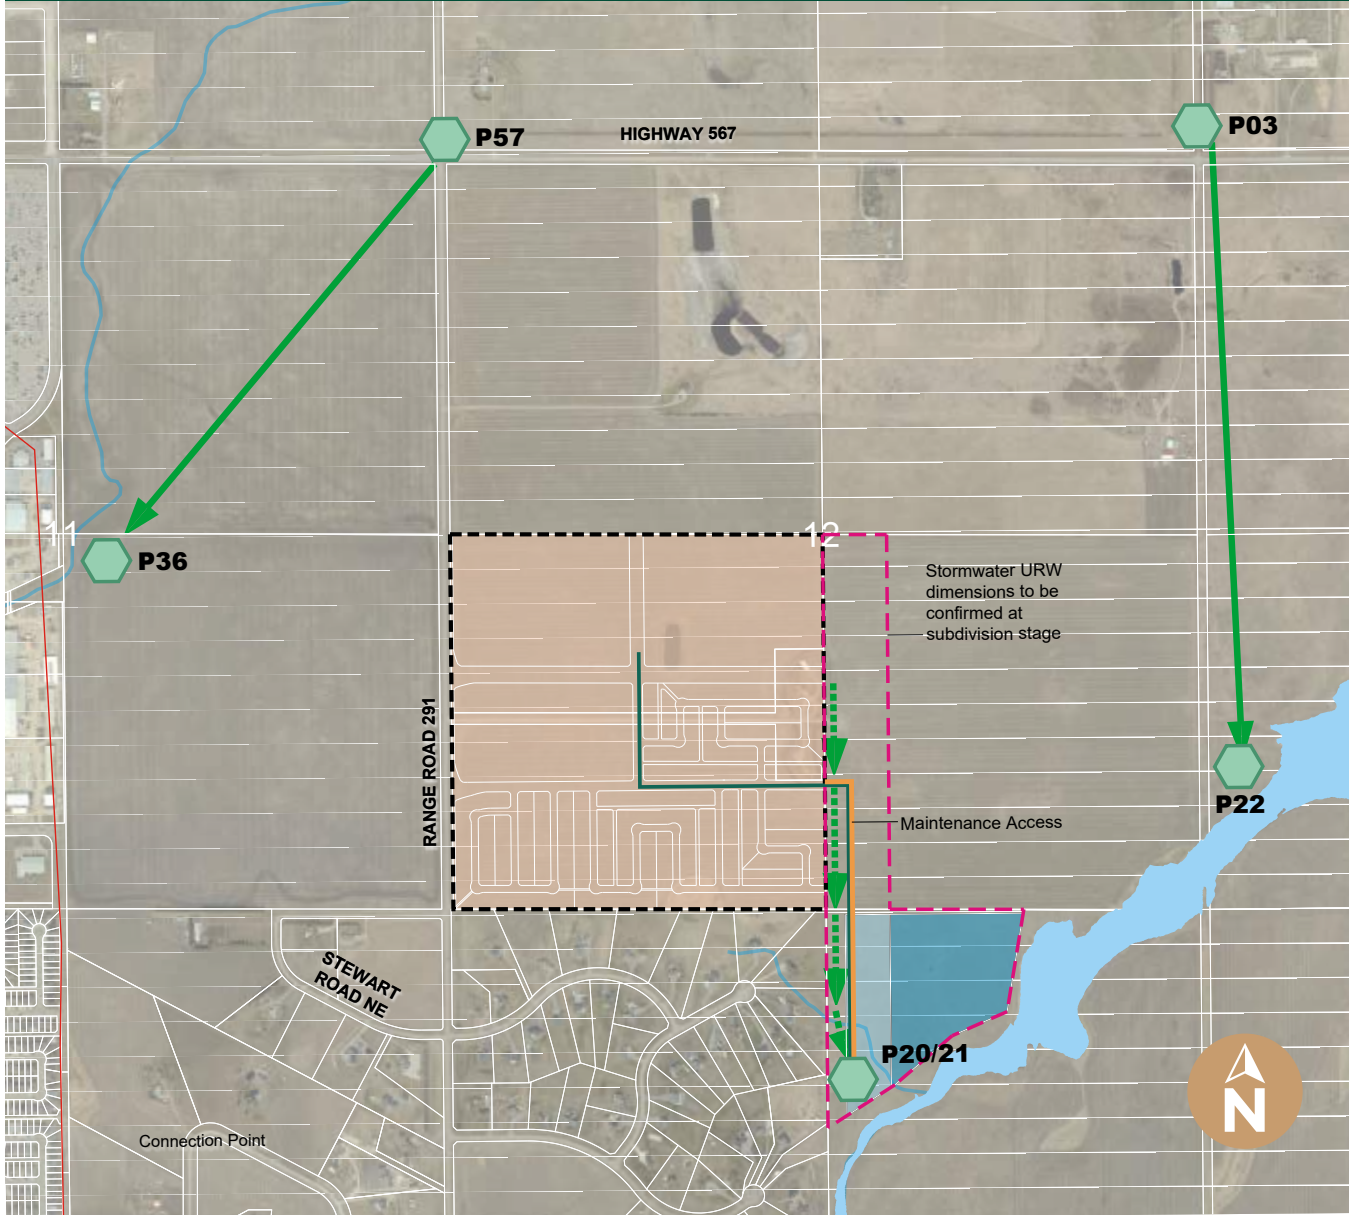 P57
HIGHWAY 567
P03
11
12
P36
Stormwater URW
dimensions to be
confirmed at
subdivision stage
RANGE ROAD 291
P22
Maintenance Access
STEWART
ROAD NE
P20/21
N
Connection Point